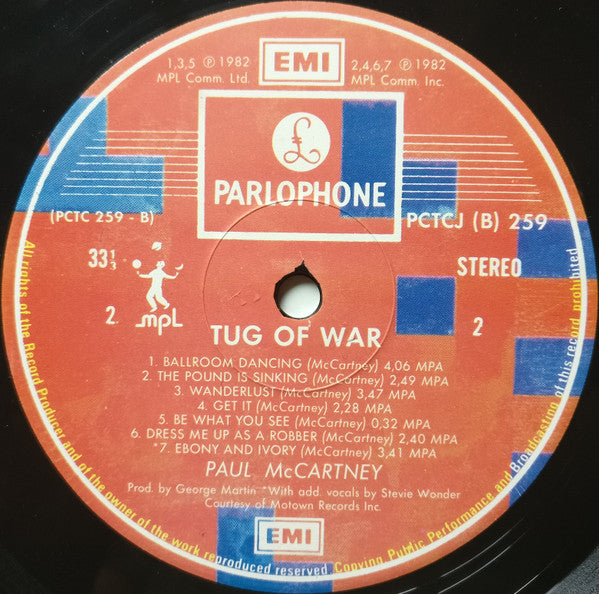 EMI
1,3,5 ℗ 1982
MPL Comm. Ltd.
2,4,6,7 ℗ 1982
MPL Comm. Inc.
£
PARLOPHONE
(PCTC 259 - B)
PCTCJ (B) 259
33⅓
STEREO
2
mpL
2
TUG OF WAR
1. BALLROOM DANCING (McCartney) 4,06 MPA
2. THE POUND IS SINKING (McCartney) 2,49 MPA
3. WANDERLUST (McCartney) 3,47 MPA
4. GET IT (McCartney) 2,28 MPA
5. BE WHAT YOU SEE (McCartney) 0,32 MPA
6. DRESS ME UP AS A ROBBER (McCartney) 2,40 MPA
*7. EBONY AND IVORY (McCartney) 3,41 MPA
PAUL McCARTNEY
Prod. by George Martin *With add. vocals by Stevie Wonder
Courtesy of Motown Records Inc.
EMI
All rights of the Record Producer and of the owner of the work reproduced reserved Copying Public Performance and Broadcasting of this record prohibited